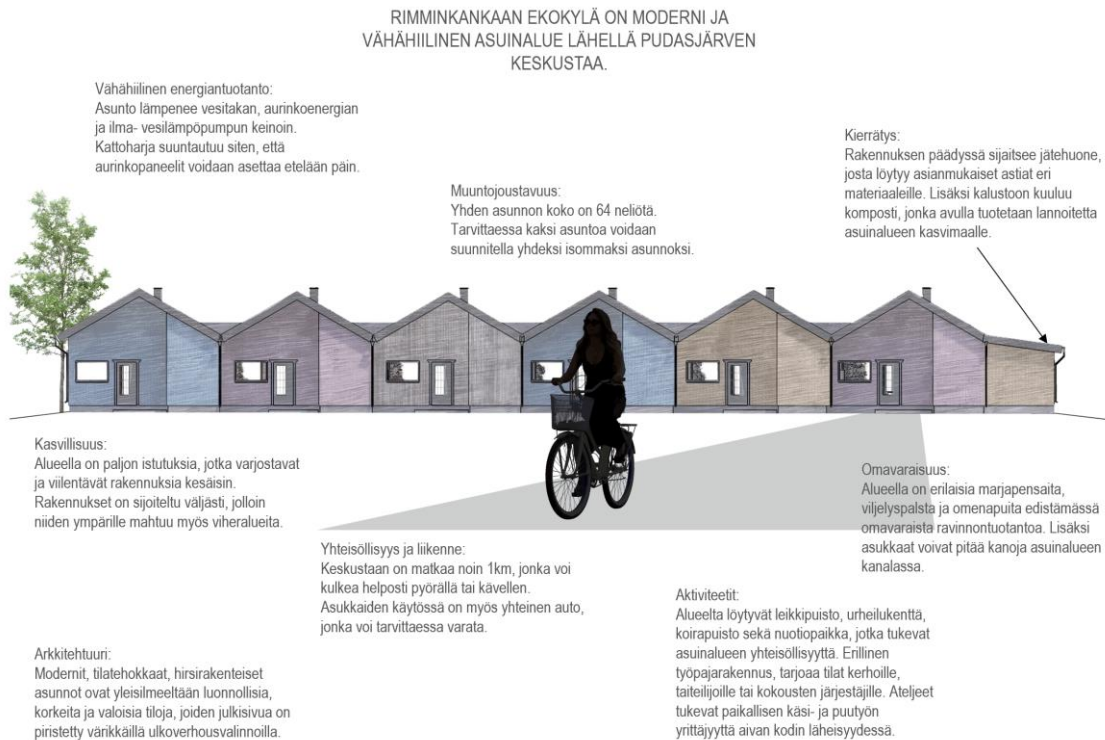 RIMMINKANKAAN EKOKYLÄ ON MODERNI JA
VÄHÄHIILINEN ASUINALUE LÄHELLÄ PUDASJÄRVEN
KESKUSTAA.
Vähähiilinen energiantuotanto:
Asunto lämpenee vesitakan, aurinkoenergian
ja ilma- vesilämpöpumpun keinoin.
Kattoharja suuntautuu siten, että
aurinkopaneelit voidaan asettaa etelään päin.
Muuntojoustavuus:
Yhden asunnon koko on 64 neliötä.
Tarvittaessa kaksi asuntoa voidaan
suunnitella yhdeksi isommaksi asunnoksi.
Kierrätys:
Rakennuksen päädyssä sijaitsee jätehuone,
josta löytyy asianmukaiset astiat eri
materiaaleille. Lisäksi kalustoon kuuluu
komposti, jonka avulla tuotetaan lannoitetta
asuinalueen kasvimaalle.
Kasvillisuus:
Alueella on paljon istutuksia, jotka varjostavat
ja viilentävät rakennuksia kesäisin.
Rakennukset on sijoiteltu väljästi, jolloin
niiden ympärille mahtuu myös viheralueita.
Yhteisöllisyys ja liikenne:
Keskustaan on matkaa noin 1km, jonka voi
kulkea helposti pyörällä tai kävellen.
Asukkaiden käytössä on myös yhteinen auto,
jonka voi tarvittaessa varata.
Omavaraisuus:
Alueella on erilaisia marjapensaita,
viljelyspalsta ja omenapuita edistämässä
omavaraista ravinnontuotantoa. Lisäksi
asukkaat voivat pitää kanoja asuinalueen
kanalassa.
Arkkitehtuuri:
Modernit, tilatehokkaat, hirsirakenteiset
asunnot ovat yleisilmeeltään luonnollisia,
korkeita ja valoisia tiloja, joiden julkisivua on
piristetty värikkäillä ulkoverhousvalinnoilla.
Aktiviteetit:
Alueelta löytyvät leikkipuisto, urheilukenttä,
koirapuisto sekä nuotiopaikka, jotka tukevat
asuinalueen yhteisöllisyyttä. Erillinen
työpajarakennus, tarjoaa tilat kerhoille,
taiteilijoille tai kokousten järjestäjille. Ateljeet
tukevat paikallisen käsi- ja puutyön
yrittäjyyttä aivan kodin läheisyydessä.